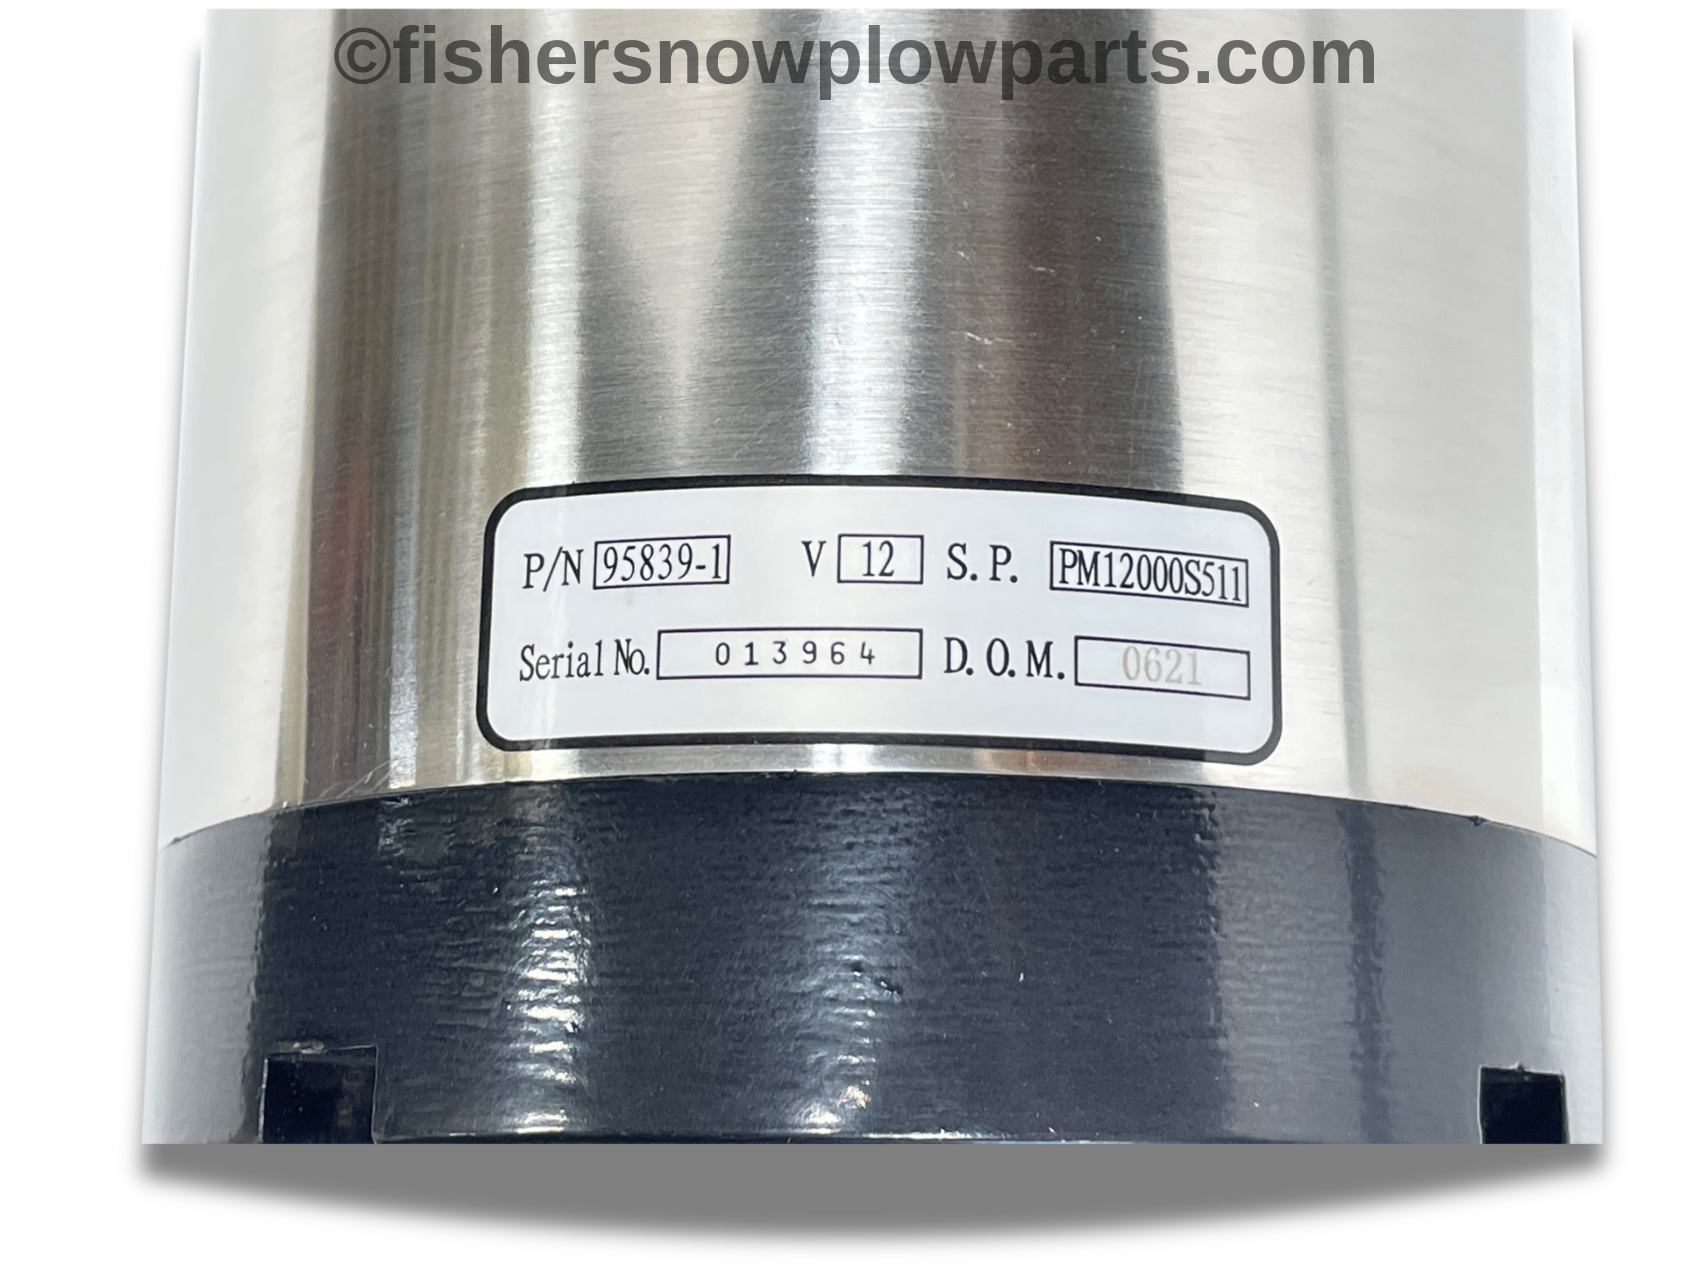 ©fishersnowplowparts.com
P/N 95839-1 V 12 S.P. PM12000S511
Serial No. 013964 D.O.M. 0621